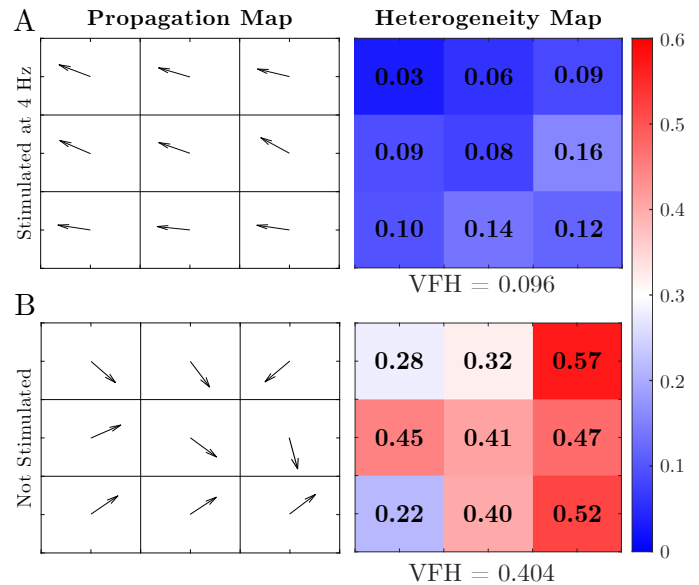 A
Propagation Map
Heterogeneity Map
Stimulated at 4 Hz
0.03 0.06 0.09
0.09 0.08 0.16
0.10 0.14 0.12
VFH = 0.096
B
Not Stimulated
0.28 0.32 0.57
0.45 0.41 0.47
0.22 0.40 0.52
VFH = 0.404
0.6
0.5
0.4
0.3
0.2
0.1
0